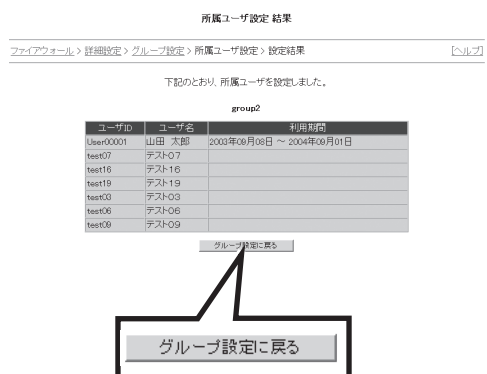 所属ユーザ設定 結果
ファイアウォール > 詳細設定 > グループ設定 > 所属ユーザ設定 > 設定結果 [ヘルプ]
下記のとおり、所属ユーザを設定しました。
group2
ユーザID ユーザ名 利用期間
User00001 山田 太郎 2003年09月08日 ～ 2004年09月01日
test07 テスト07
test16 テスト16
test19 テスト19
test03 テスト03
test06 テスト06
test09 テスト09
グループ設定に戻る
グループ設定に戻る